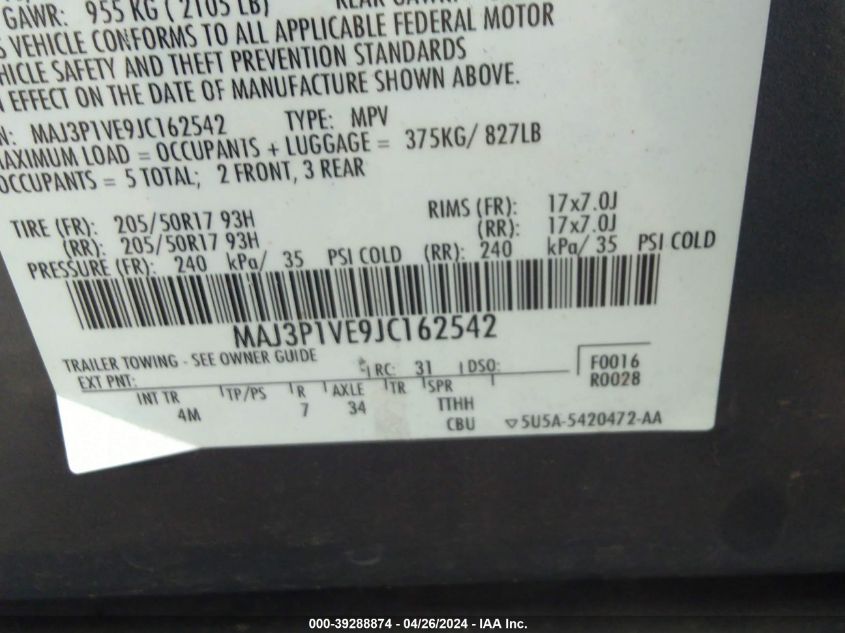 GAWR: 955 KG ( 2105 LB)
VEHICLE CONFORMS TO ALL APPLICABLE FEDERAL MOTOR
HICLE SAFETY AND THEFT PREVENTION STANDARDS
EFFECT ON THE DATE OF MANUFACTURE SHOWN ABOVE.
N: MAJ3P1VE9JC162542 TYPE: MPV
MAXIMUM LOAD = OCCUPANTS + LUGGAGE = 375KG/ 827LB
OCCUPANTS = 5 TOTAL; 2 FRONT, 3 REAR
TIRE (FR): 205/50R17 93H RIMS (FR): 17x7.0J
(RR): 205/50R17 93H (RR): 17x7.0J
PRESSURE (FR): 240 kPa/ 35 PSI COLD (RR): 240 kPa/ 35 PSI COLD
MAJ3P1VE9JC162542
TRAILER TOWING - SEE OWNER GUIDE
EXT PNT: RC: 31 DSO: F0016
R0028
INT TR TP/PS R AXLE TR SPR
4M 7 34 TTHH
CBU ▽5U5A-5420472-AA
000-39288874 / 04/26/2024 - IAA Inc.